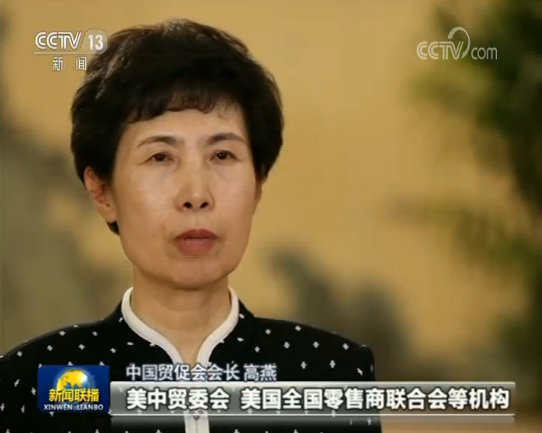 CCTV 13
新闻
CCTV.com
中国贸促会会长 高燕
新闻联播
XINWEN LIANBO
美中贸委会 美国全国零售商联合会等机构